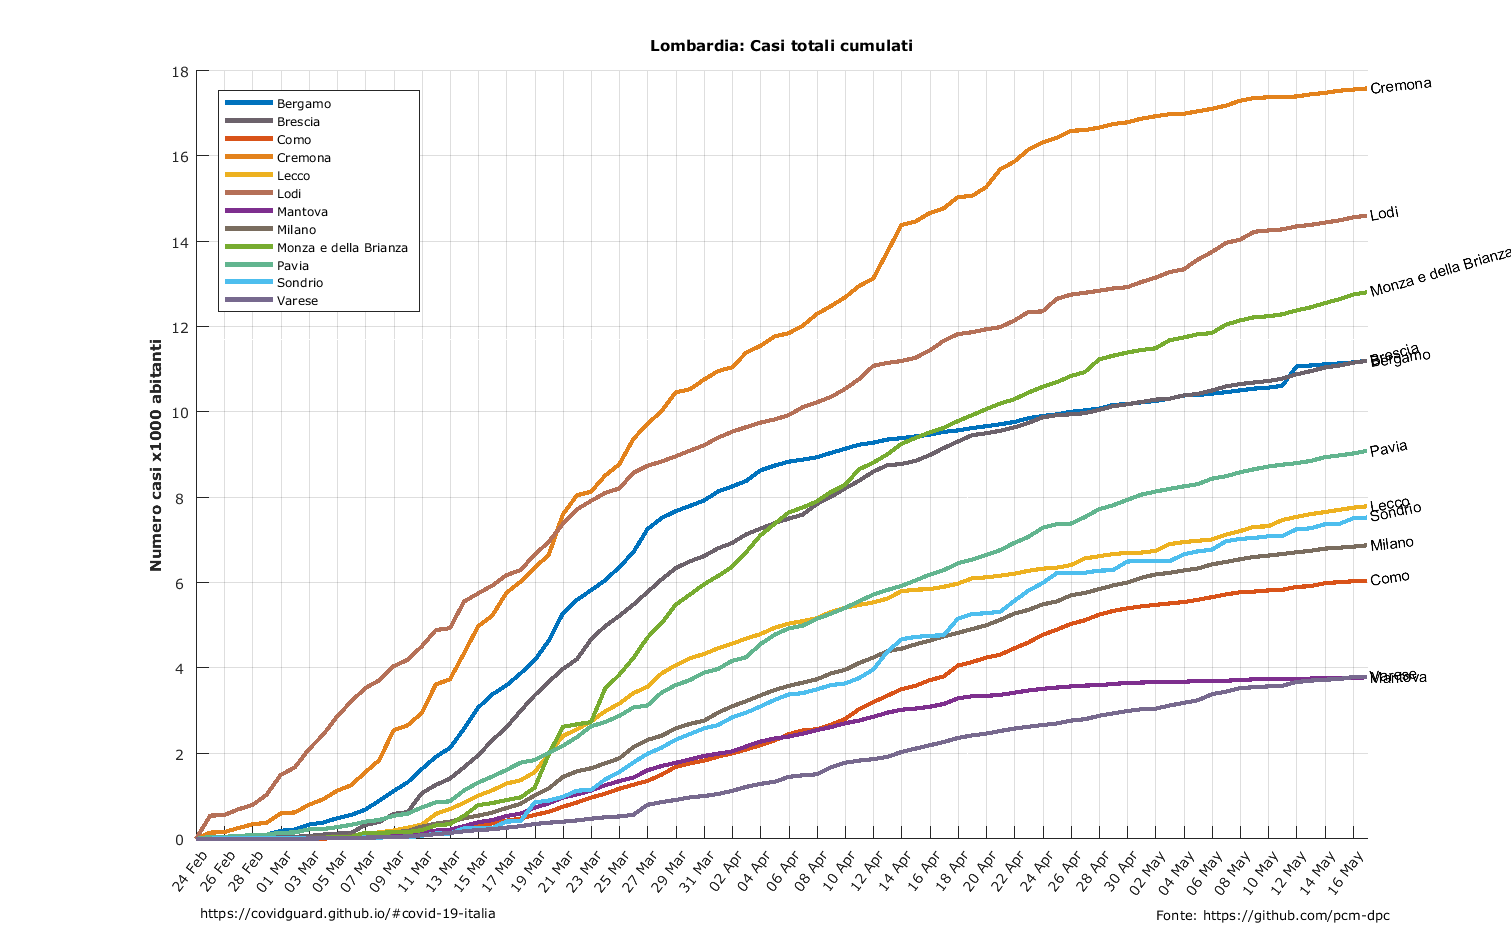 Lombardia: Casi totali cumulati
Numero casi x1000 abitanti
18
16
14
12
10
8
6
4
2
0
Bergamo
Brescia
Como
Cremona
Lecco
Lodi
Mantova
Milano
Monza e della Brianza
Pavia
Sondrio
Varese
Cremona
Lodi
Monza e della Brianza
Brescia
Bergamo
Pavia
Lecco
Sondrio
Milano
Como
Varese
Mantova
24 Feb
26 Feb
28 Feb
01 Mar
03 Mar
05 Mar
07 Mar
09 Mar
11 Mar
13 Mar
15 Mar
17 Mar
19 Mar
21 Mar
23 Mar
25 Mar
27 Mar
29 Mar
31 Mar
02 Apr
04 Apr
06 Apr
08 Apr
10 Apr
12 Apr
14 Apr
16 Apr
18 Apr
20 Apr
22 Apr
24 Apr
26 Apr
28 Apr
30 Apr
02 May
04 May
06 May
08 May
10 May
12 May
14 May
16 May
https://covidguard.github.io/#covid-19-italia
Fonte: https://github.com/pcm-dpc